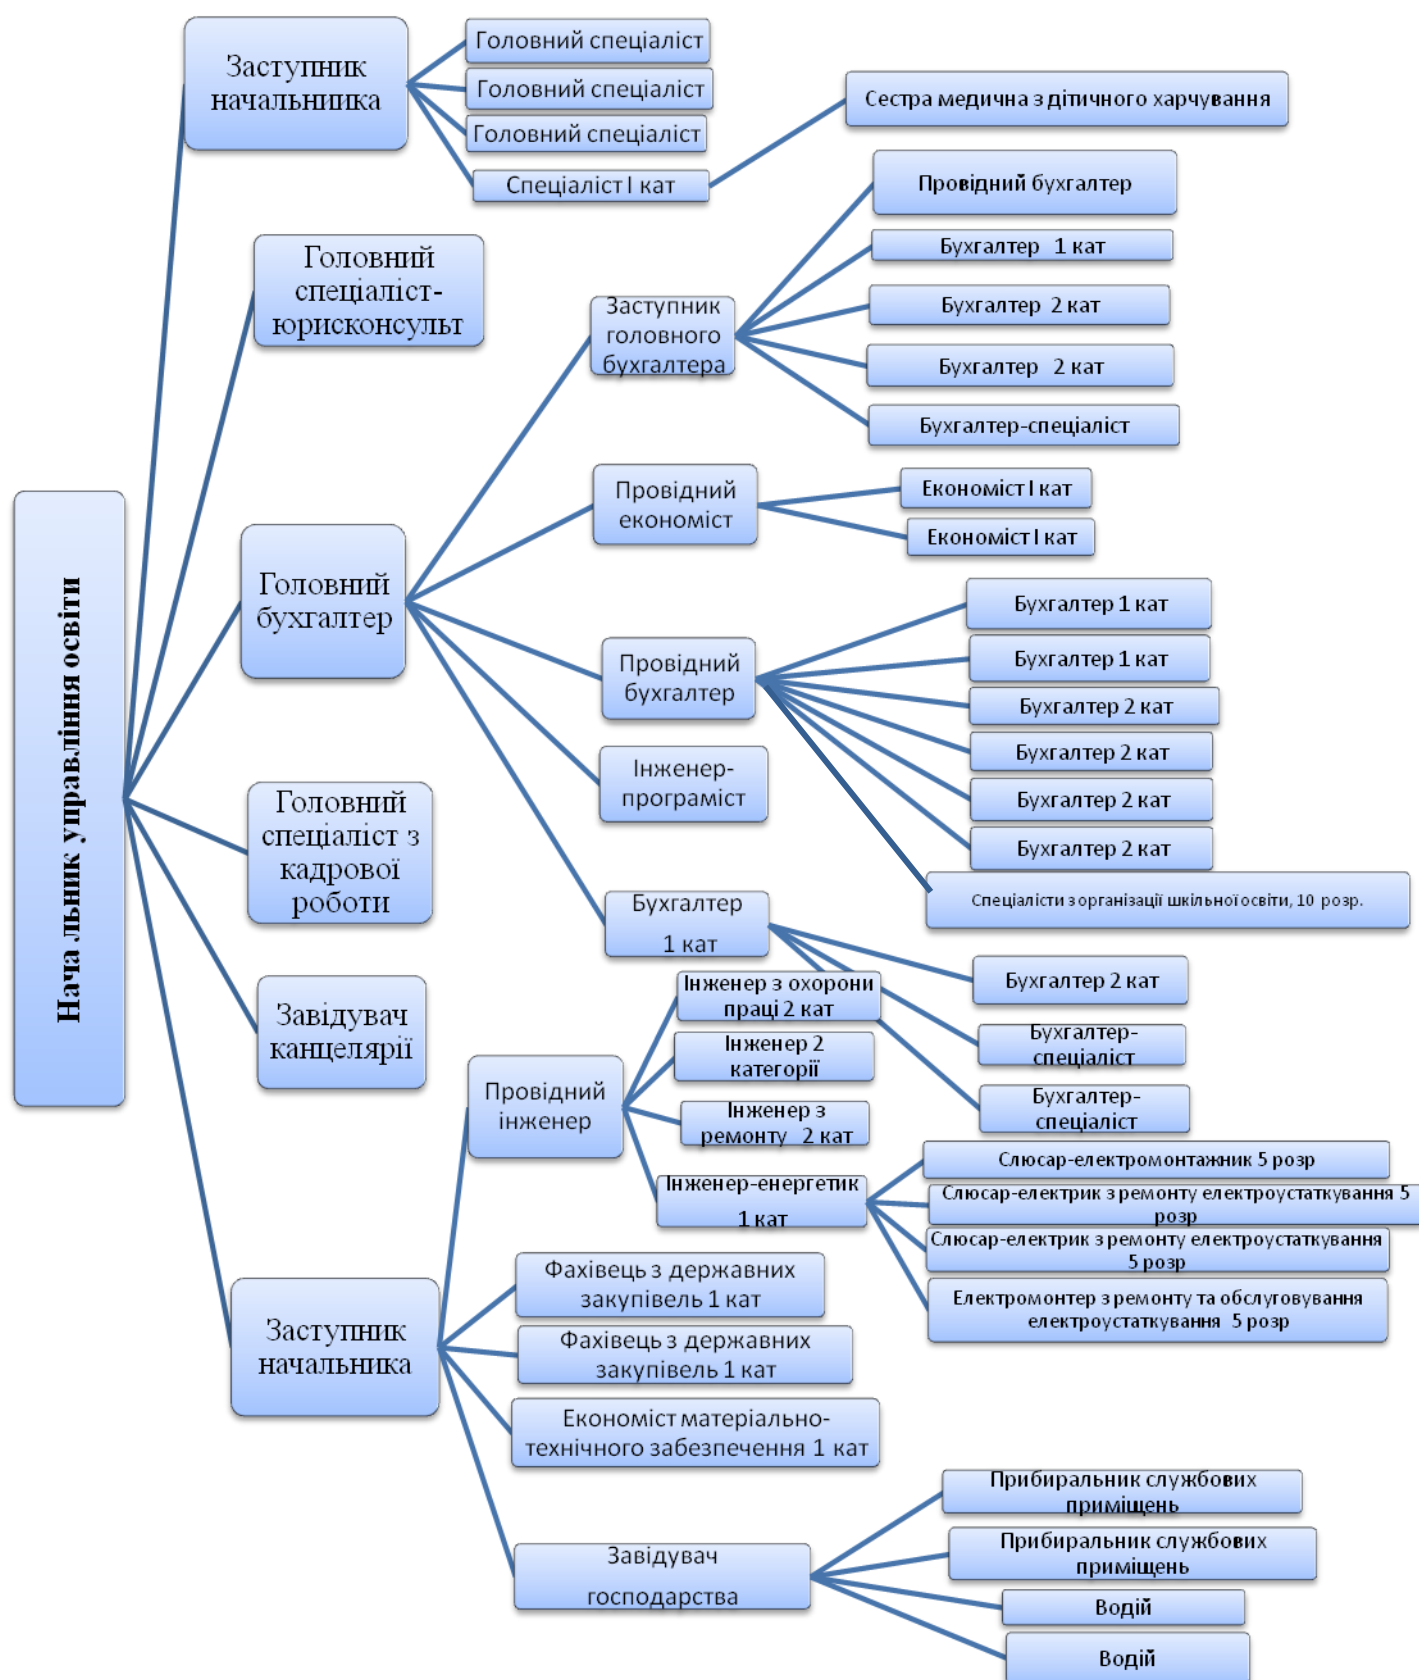 Нача льник управління освіти
Заступник
начальниика
Головний спеціаліст
Головний спеціаліст
Головний спеціаліст
Спеціаліст І кат
Сестра медична з дітичного харчування
Головний
спеціаліст-
юрисконсульт
Головний
бухгалтер
Заступник
головного
бухгалтера
Провідний бухгалтер
Бухгалтер 1 кат
Бухгалтер 2 кат
Бухгалтер 2 кат
Бухгалтер-спеціаліст
Провідний
економіст
Економіст І кат
Економіст І кат
Провідний
бухгалтер
Бухгалтер 1 кат
Бухгалтер 1 кат
Бухгалтер 2 кат
Бухгалтер 2 кат
Бухгалтер 2 кат
Бухгалтер 2 кат
Спеціалісти з організації шкільної освіти, 10 розр.
Інженер-
програміст
Бухгалтер
1 кат
Бухгалтер 2 кат
Бухгалтер-
спеціаліст
Бухгалтер-
спеціаліст
Головний
спеціаліст з
кадрової
роботи
Завідувач
канцелярії
Заступник
начальника
Провідний
інженер
Інженер з охорони
праці 2 кат
Інженер 2
категорії
Інженер з
ремонту 2 кат
Інженер-енергетик
1 кат
Слюсар-електромонтажник 5 розр
Слюсар-електрик з ремонту електроустаткування 5
розр
Слюсар-електрик з ремонту електроустаткування
5 розр
Електромонтер з ремонту та обслуговування
електроустаткування 5 розр
Фахівець з державних
закупівель 1 кат
Фахівець з державних
закупівель 1 кат
Економіст матеріально-
технічного забезпечення 1 кат
Завідувач
господарства
Прибиральник службових
приміщень
Прибиральник службових
приміщень
Водій
Водій